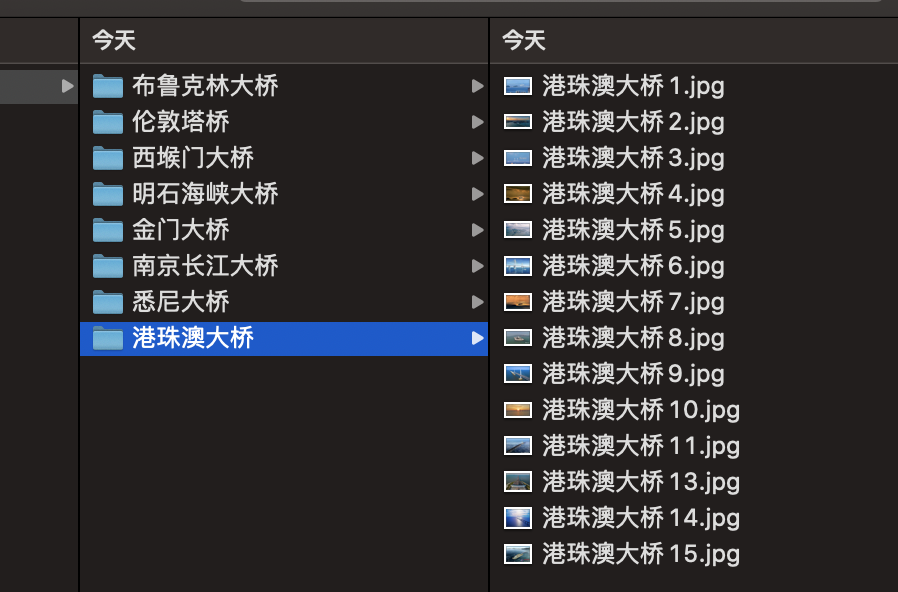 今天
布鲁克林大桥
伦敦塔桥
西堠门大桥
明石海峡大桥
金门大桥
南京长江大桥
悉尼大桥
港珠澳大桥
今天
港珠澳大桥 1.jpg
港珠澳大桥 2.jpg
港珠澳大桥 3.jpg
港珠澳大桥 4.jpg
港珠澳大桥 5.jpg
港珠澳大桥 6.jpg
港珠澳大桥 7.jpg
港珠澳大桥 8.jpg
港珠澳大桥 9.jpg
港珠澳大桥 10.jpg
港珠澳大桥 11.jpg
港珠澳大桥 13.jpg
港珠澳大桥 14.jpg
港珠澳大桥 15.jpg